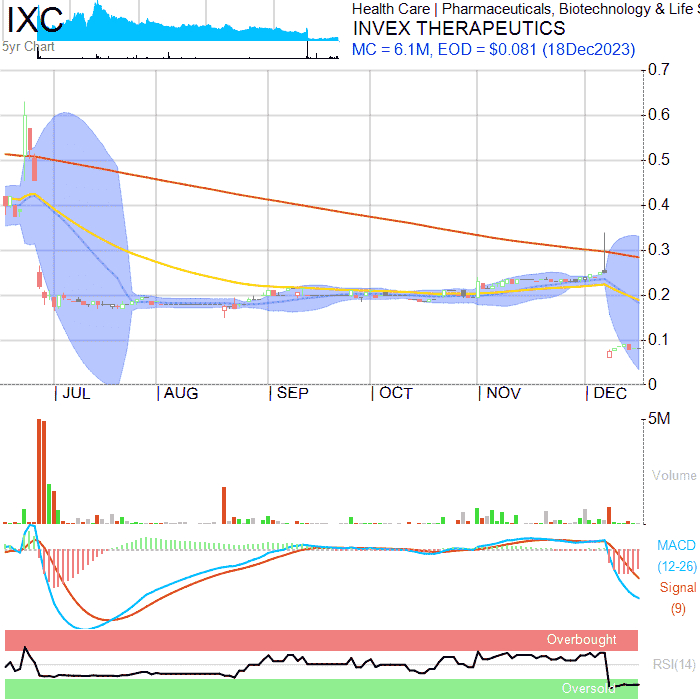 IXC
5yr Chart
Health Care | Pharmaceuticals, Biotechnology & Life S
INVEX THERAPEUTICS
MC = 6.1M, EOD = $0.081 (18Dec2023)
0.7
0.6
0.5
0.4
0.3
0.2
0.1
0
JUL AUG SEP OCT NOV DEC
5M
Volume
MACD
(12-26)
Signal
(9)
Overbought
RSI(14)
Oversold